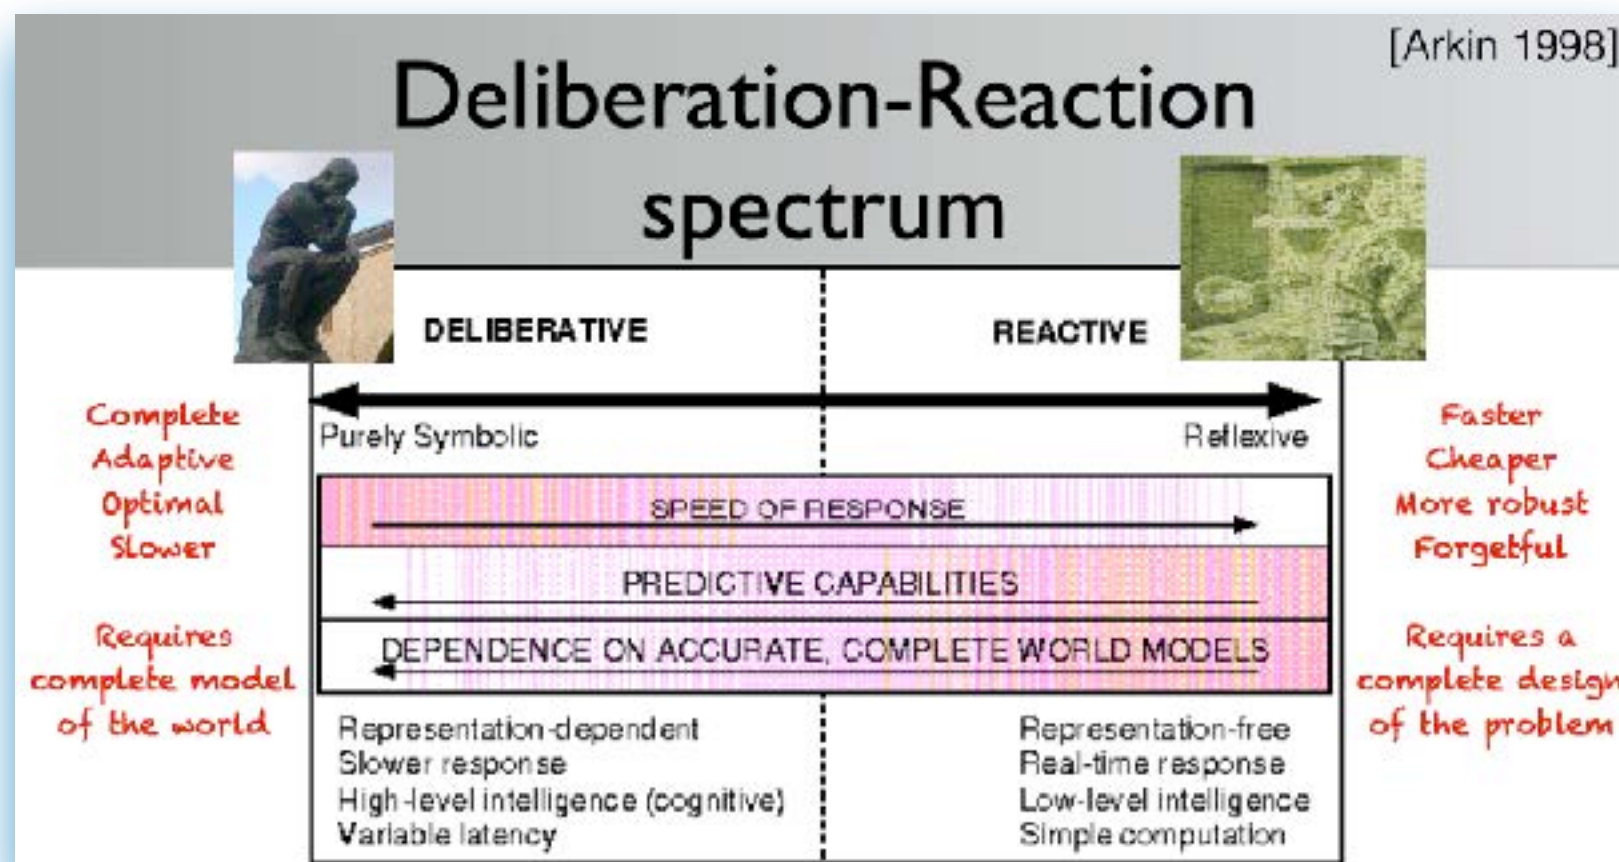 [Arkin 1998]
Deliberation-Reaction
spectrum
DELIBERATIVE
REACTIVE
Purely Symbolic
Reflexive
Complete
Adaptive
Optimal
Slower
Requires
complete model
of the world
SPEED OF RESPONSE
PREDICTIVE CAPABILITIES
DEPENDENCE ON ACCURATE, COMPLETE WORLD MODELS
Faster
Cheaper
More robust
Forgetful
Requires a
complete design
of the problem
Representation-dependent
Slower response
High-level intelligence (cognitive)
Variable latency
Representation-free
Real-time response
Low-level intelligence
Simple computation